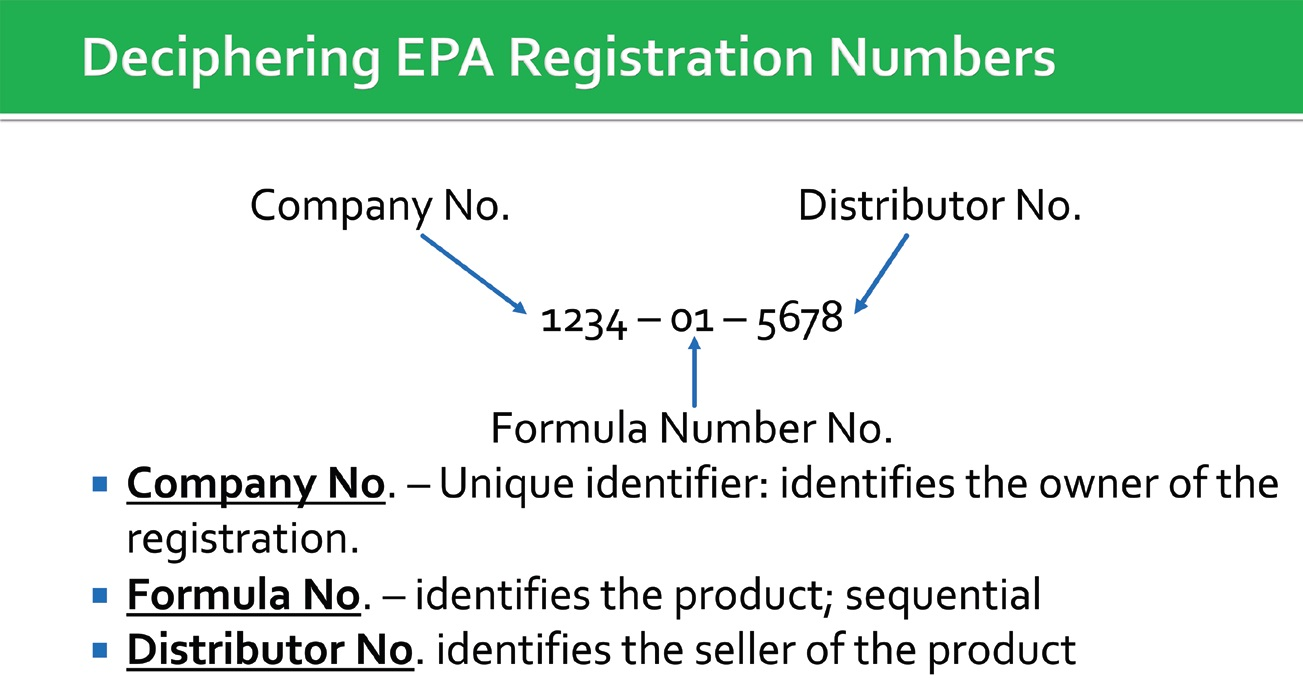 Deciphering EPA Registration Numbers
Company No.
Distributor No.
1234 – 01 – 5678
Formula Number No.
Company No. – Unique identifier: identifies the owner of the
registration.
Formula No. – identifies the product; sequential
Distributor No. identifies the seller of the product